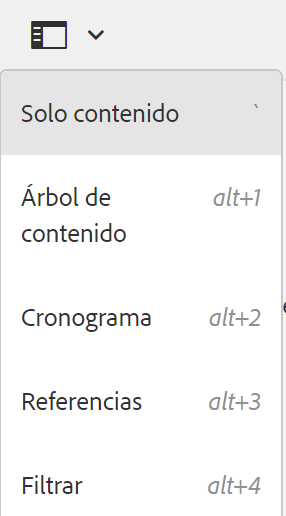 Solo contenido `
Árbol de alt+1
contenido
Cronograma alt+2
Referencias alt+3
Filtrar alt+4